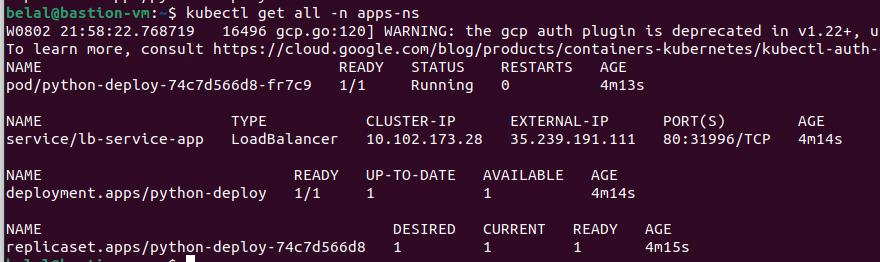 belal@bastion-vm:~$ kubectl get all -n apps-ns
W0802 21:58:22.768719   16496 gcp.go:120] WARNING: the gcp auth plugin is deprecated in v1.22+, u
To learn more, consult https://cloud.google.com/blog/products/containers-kubernetes/kubectl-auth-
NAME                                 READY   STATUS    RESTARTS   AGE
pod/python-deploy-74c7d566d8-fr7c9   1/1     Running   0          4m13s
NAME                     TYPE           CLUSTER-IP      EXTERNAL-IP      PORT(S)        AGE
service/lb-service-app   LoadBalancer   10.102.173.28   35.239.191.111   80:31996/TCP   4m14s
NAME                            READY   UP-TO-DATE   AVAILABLE   AGE
deployment.apps/python-deploy   1/1     1            1           4m14s
NAME                                       DESIRED   CURRENT   READY   AGE
replicaset.apps/python-deploy-74c7d566d8   1         1         1       4m15s